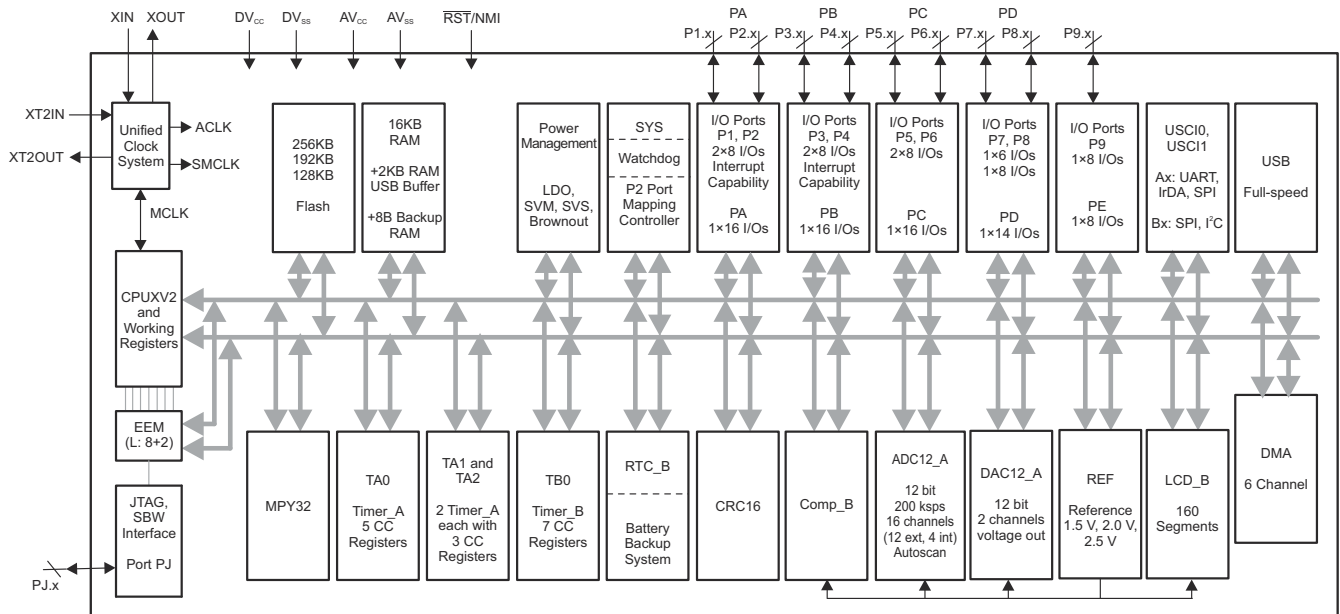 XIN XOUT DVCC DVSS AVCC AVSS RST/NMI PA PB PC PD
P1.x P2.x P3.x P4.x P5.x P6.x P7.x P8.x P9.x
XT2IN
XT2OUT
Unified
Clock
System
ACLK
SMCLK
MCLK
256KB
192KB
128KB
Flash
16KB
RAM
+2KB RAM
USB Buffer
+8B Backup
RAM
Power
Management
LDO,
SVM, SVS,
Brownout
SYS
Watchdog
P2 Port
Mapping
Controller
I/O Ports
P1, P2
2×8 I/Os
Interrupt
Capability
PA
1×16 I/Os
I/O Ports
P3, P4
2×8 I/Os
Interrupt
Capability
PB
1×16 I/Os
I/O Ports
P5, P6
2×8 I/Os
PC
1×16 I/Os
I/O Ports
P7, P8
1×6 I/Os
1×8 I/Os
PD
1×14 I/Os
I/O Ports
P9
1×8 I/Os
PE
1×8 I/Os
USCI0,
USCI1
Ax: UART,
IrDA, SPI
Bx: SPI, I²C
USB
Full-speed
CPUXV2
and
Working
Registers
EEM
(L: 8+2)
JTAG,
SBW
Interface
Port PJ
PJ.x
MPY32
TA0
Timer_A
5 CC
Registers
TA1 and
TA2
2 Timer_A
each with
3 CC
Registers
TB0
Timer_B
7 CC
Registers
RTC_B
Battery
Backup
System
CRC16
Comp_B
ADC12_A
12 bit
200 ksps
16 channels
(12 ext, 4 int)
Autoscan
DAC12_A
12 bit
2 channels
voltage out
REF
Reference
1.5 V, 2.0 V,
2.5 V
LCD_B
160
Segments
DMA
6 Channel